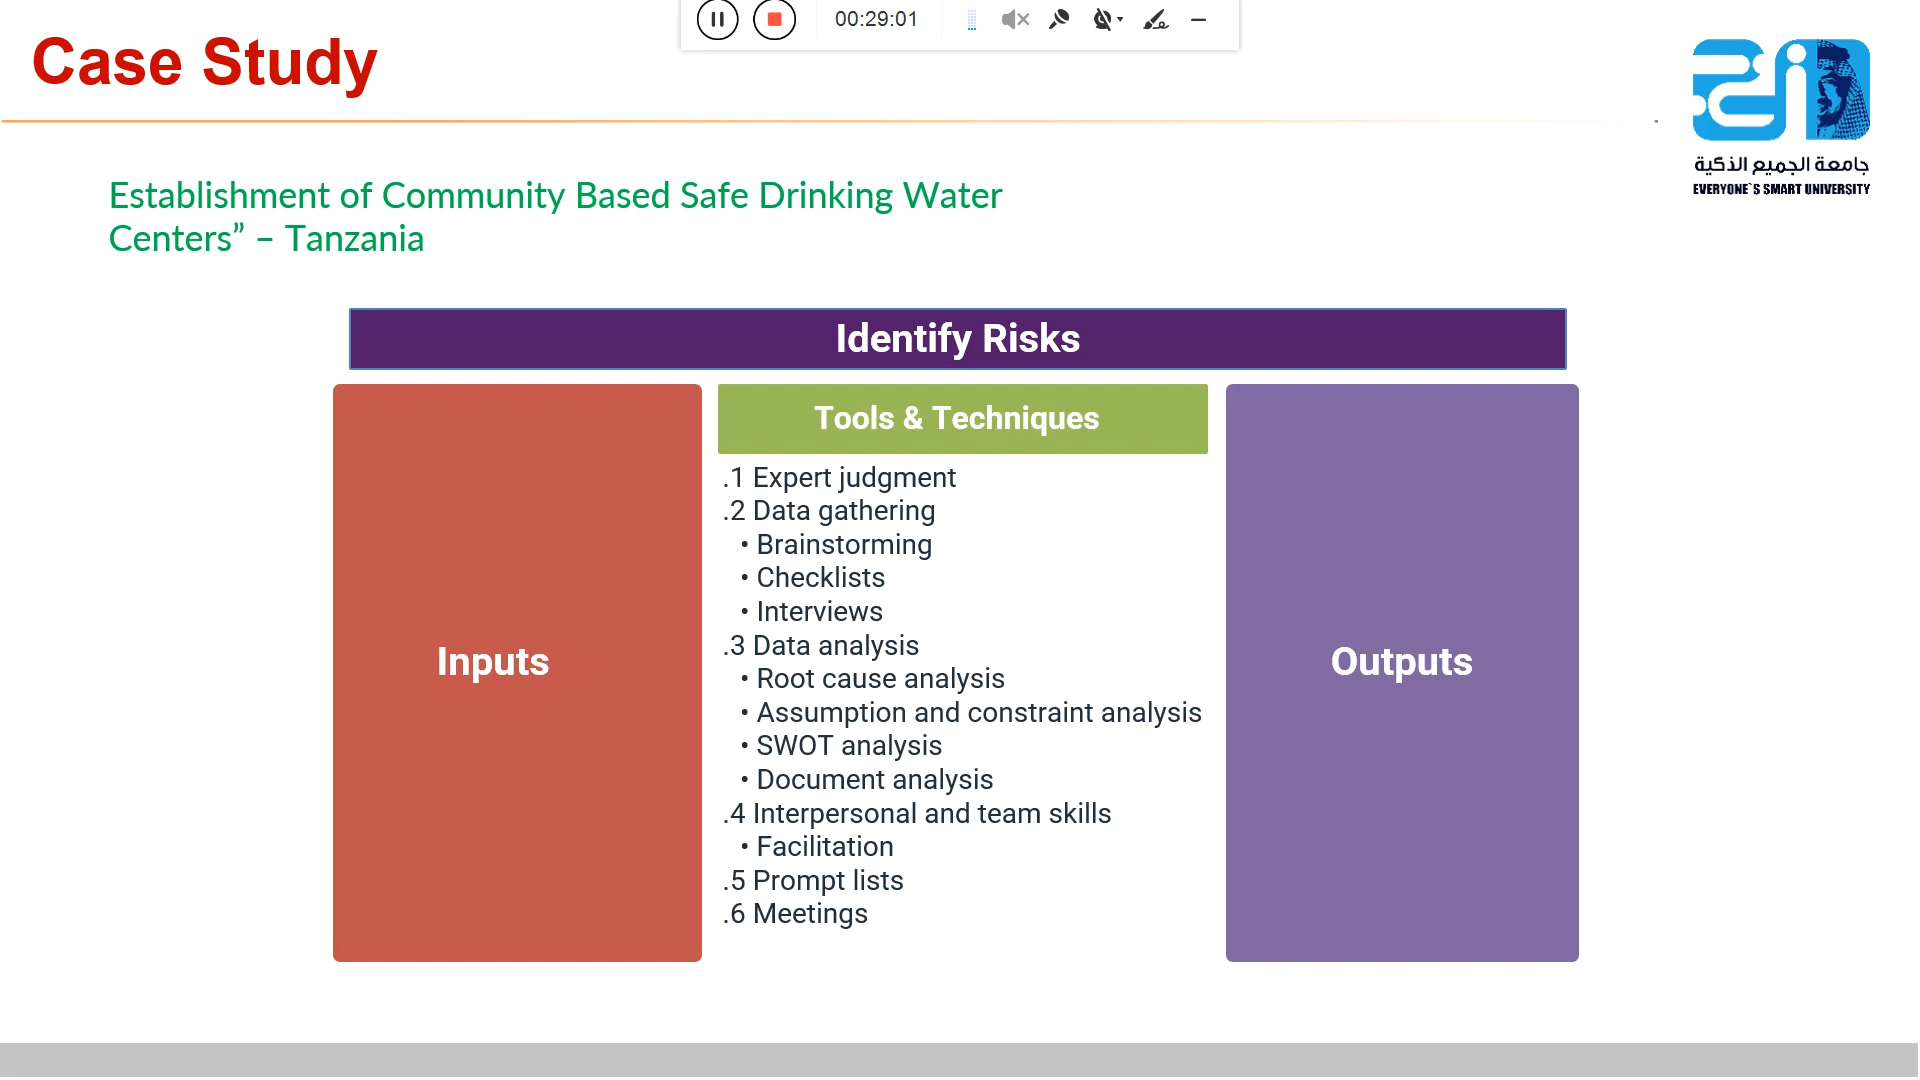 00:29:01
Case Study
جامعة الجميع الذكية
EVERYONE`S SMART UNIVERSITY
Establishment of Community Based Safe Drinking Water
Centers” – Tanzania
Identify Risks
Inputs
Tools & Techniques
.1 Expert judgment
.2 Data gathering
• Brainstorming
• Checklists
• Interviews
.3 Data analysis
• Root cause analysis
• Assumption and constraint analysis
• SWOT analysis
• Document analysis
.4 Interpersonal and team skills
• Facilitation
.5 Prompt lists
.6 Meetings
Outputs